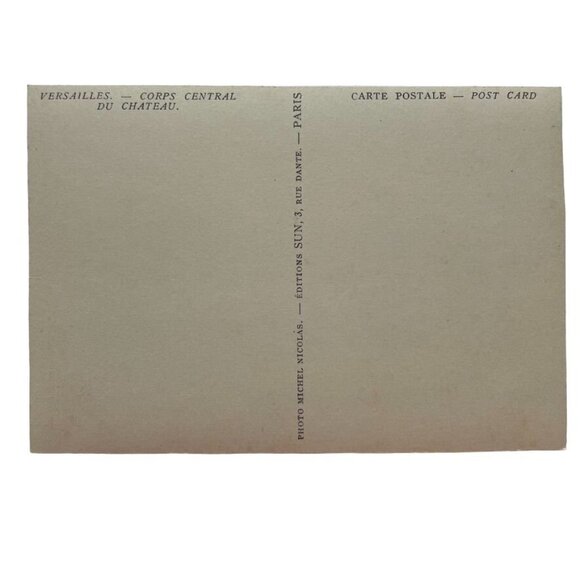 VERSAILLES. — CORPS CENTRAL
DU CHATEAU.
PHOTO MICHEL NICOLAS. — ÉDITIONS SUN, 3, RUE DANTE. — PARIS
CARTE POSTALE — POST CARD